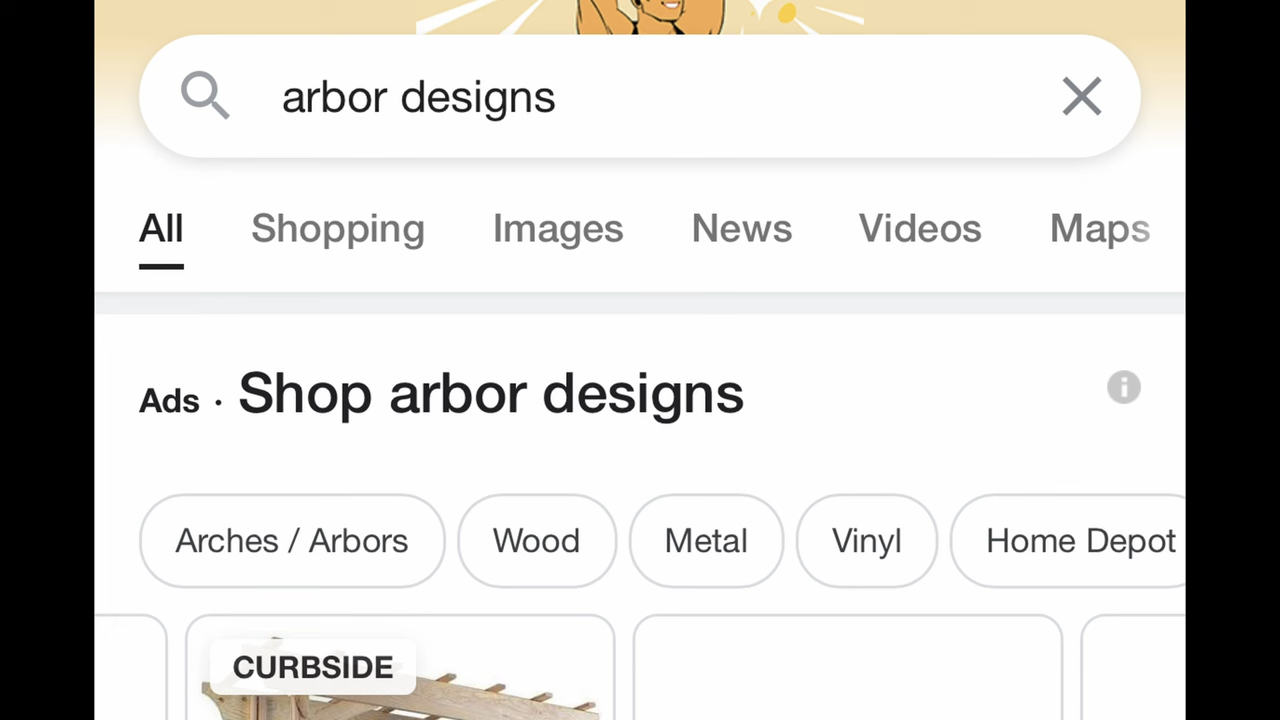 arbor designs
All Shopping Images News Videos Maps
Ads · Shop arbor designs
Arches / Arbors Wood Metal Vinyl Home Depot
CURBSIDE